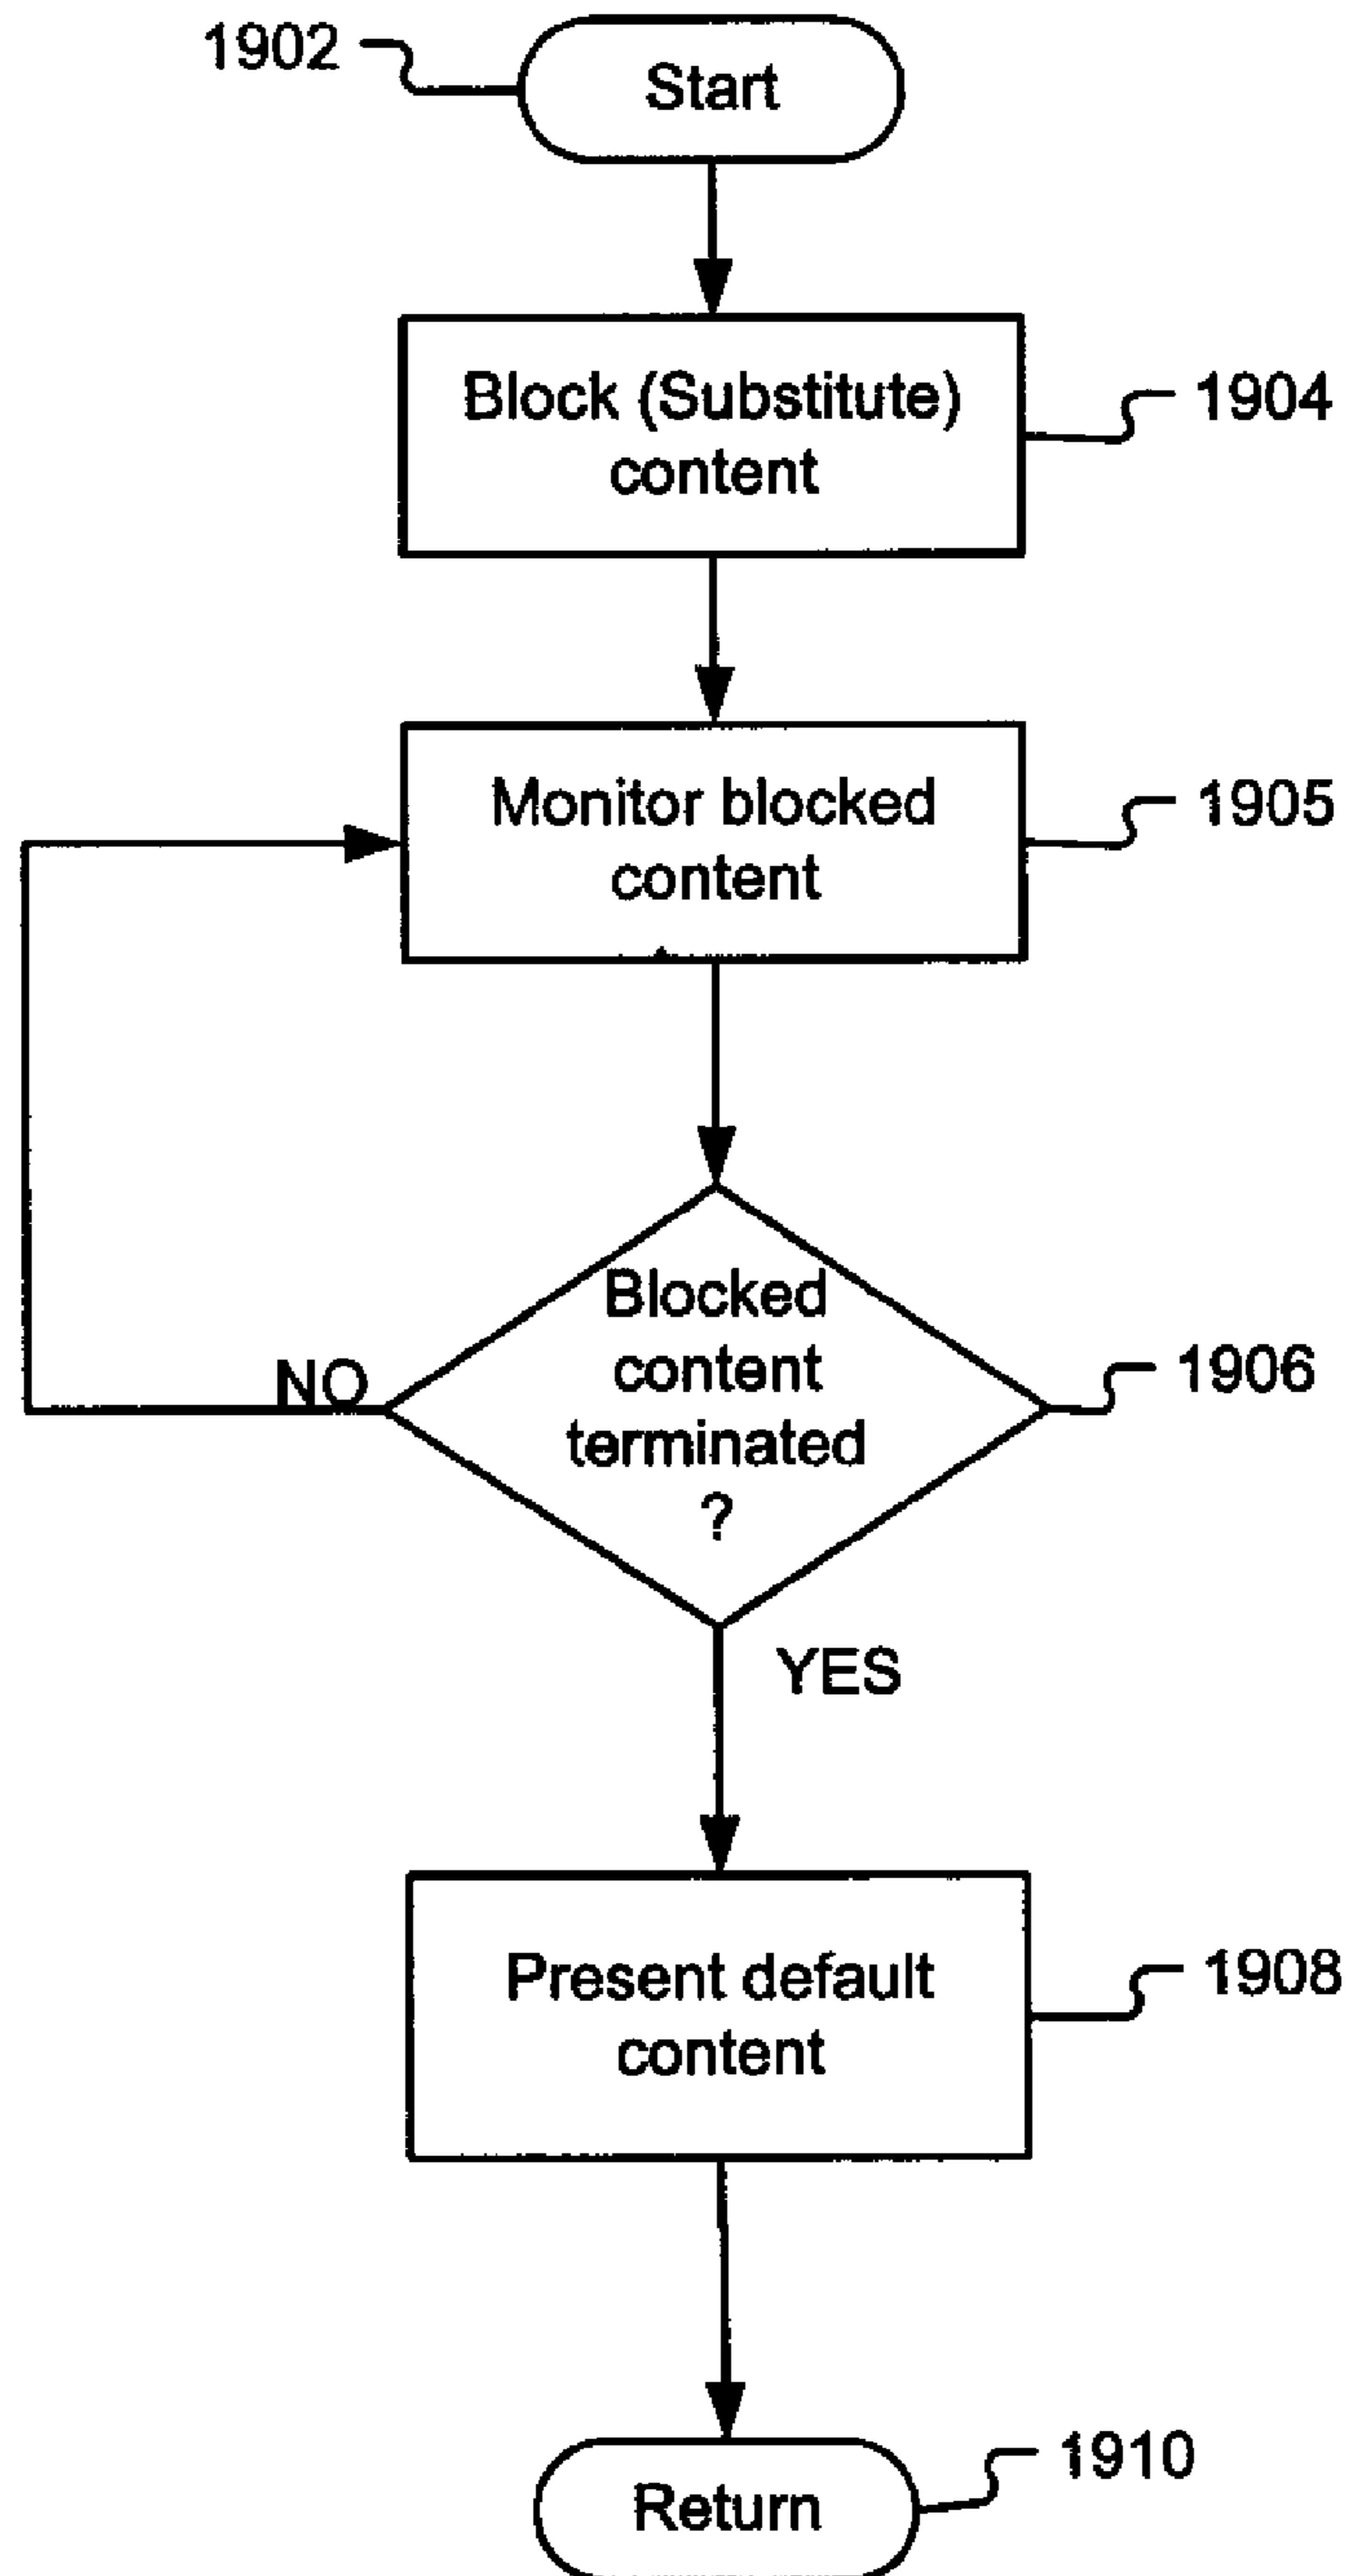 1902
Start
Block (Substitute)
content
1904
Monitor blocked
content
1905
Blocked
content
terminated
?
1906
NO
YES
Present default
content
1908
Return
1910